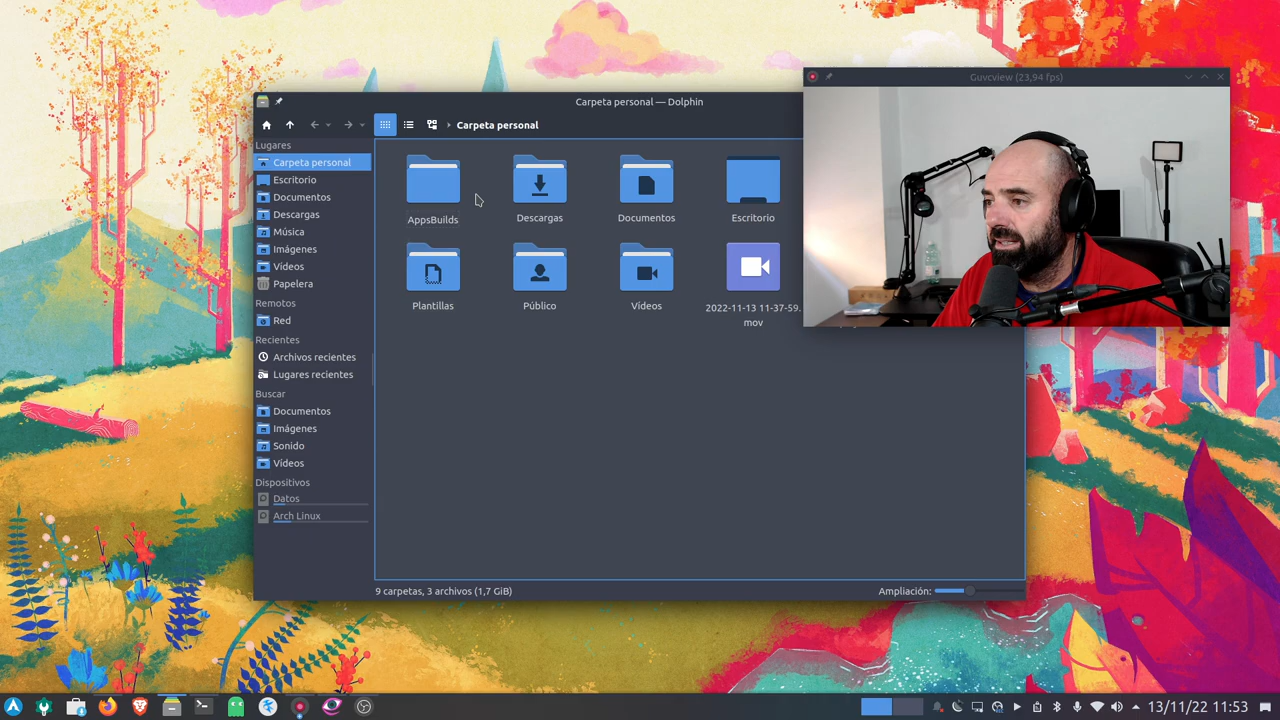 Guvcview (23,94 fps)
Carpeta personal — Dolphin
Carpeta personal
Lugares
Carpeta personal
Escritorio
Documentos
Descargas
Música
Imágenes
Vídeos
Papelera
Remotos
Red
Recientes
Archivos recientes
Lugares recientes
Buscar
Documentos
Imágenes
Sonido
Vídeos
Dispositivos
Datos
Arch Linux
AppsBuilds
Descargas
Documentos
Escritorio
Plantillas
Público
Vídeos
2022-11-13 11-37-59.
mov
9 carpetas, 3 archivos (1,7 GiB)
Ampliación:
13/11/22 11:53